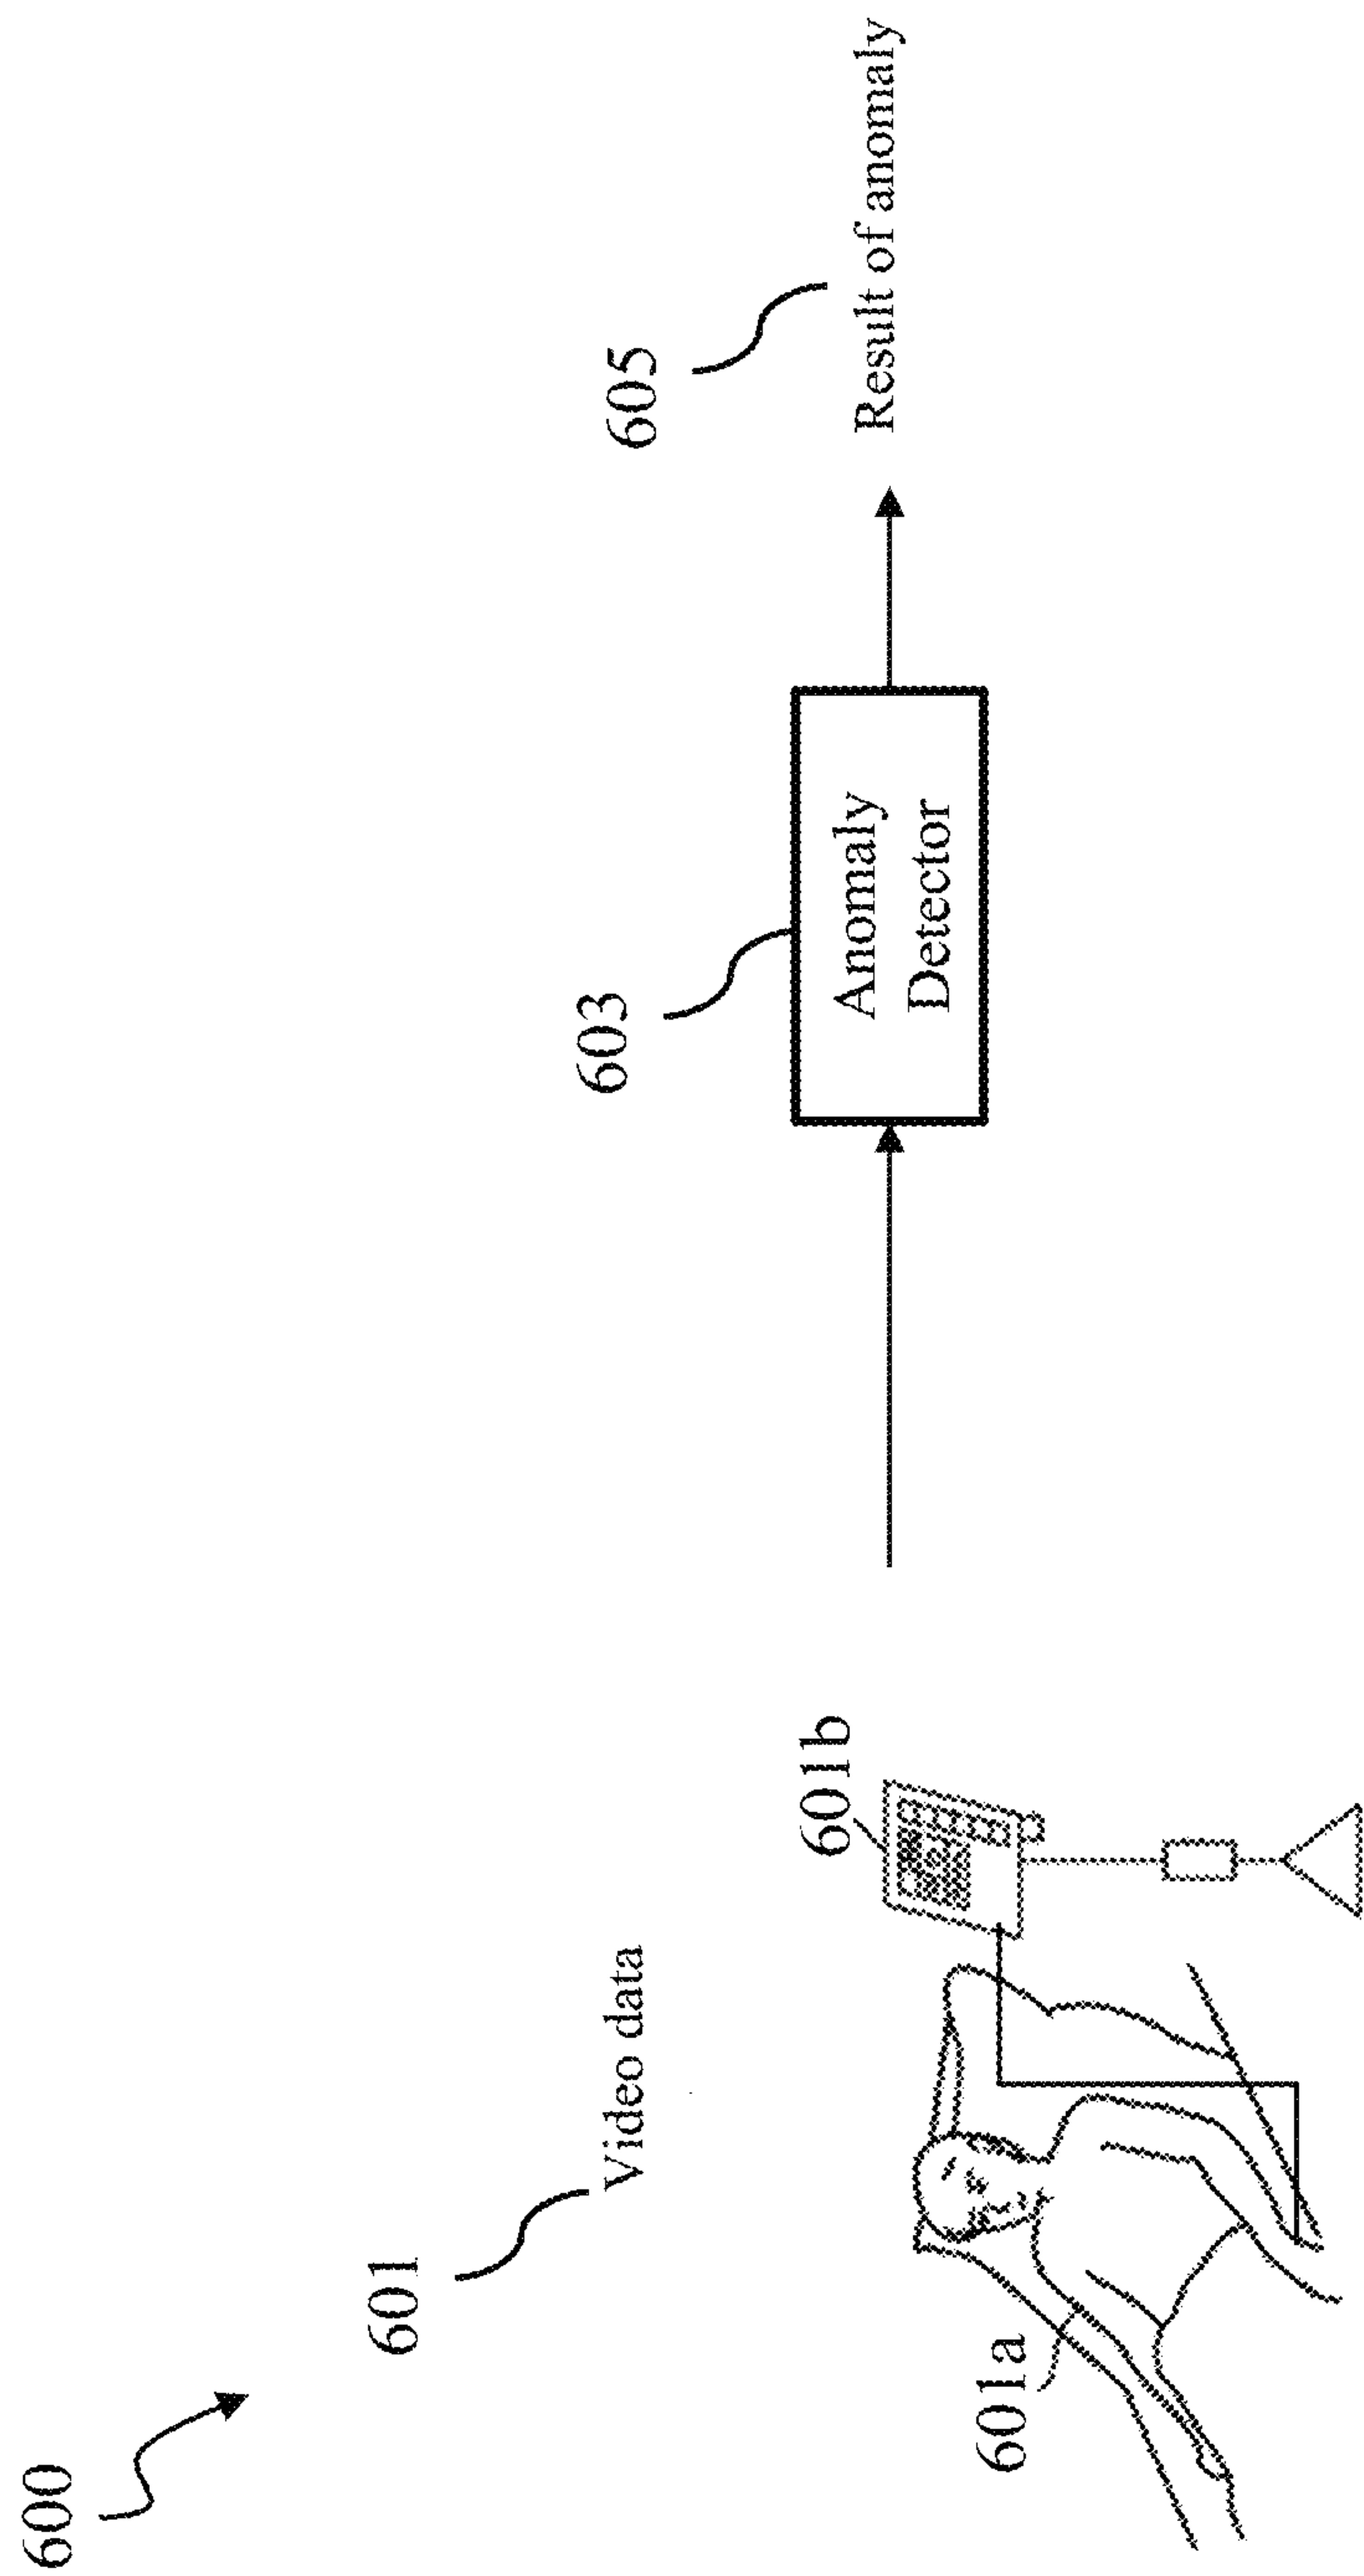 600
601
Video data
601a
601b
603
Anomaly
Detector
605
Result of anomaly